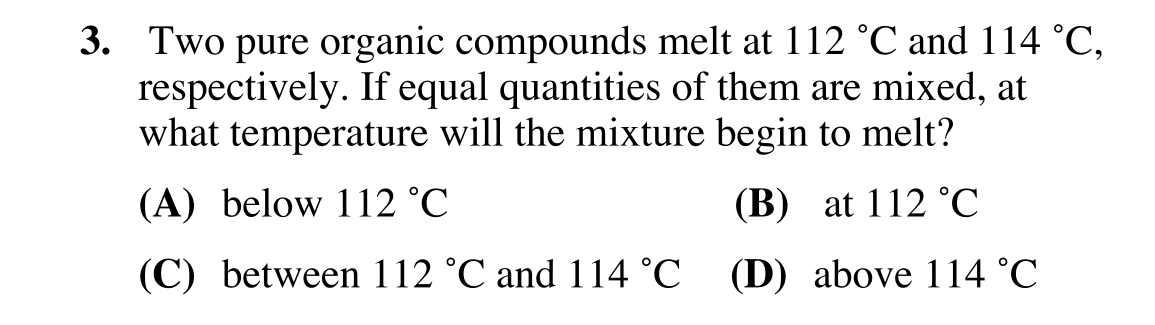 3. Two pure organic compounds melt at 112 ˚C and 114 ˚C,
respectively. If equal quantities of them are mixed, at
what temperature will the mixture begin to melt?
(A) below 112 ˚C (B) at 112 ˚C
(C) between 112 ˚C and 114 ˚C (D) above 114 ˚C